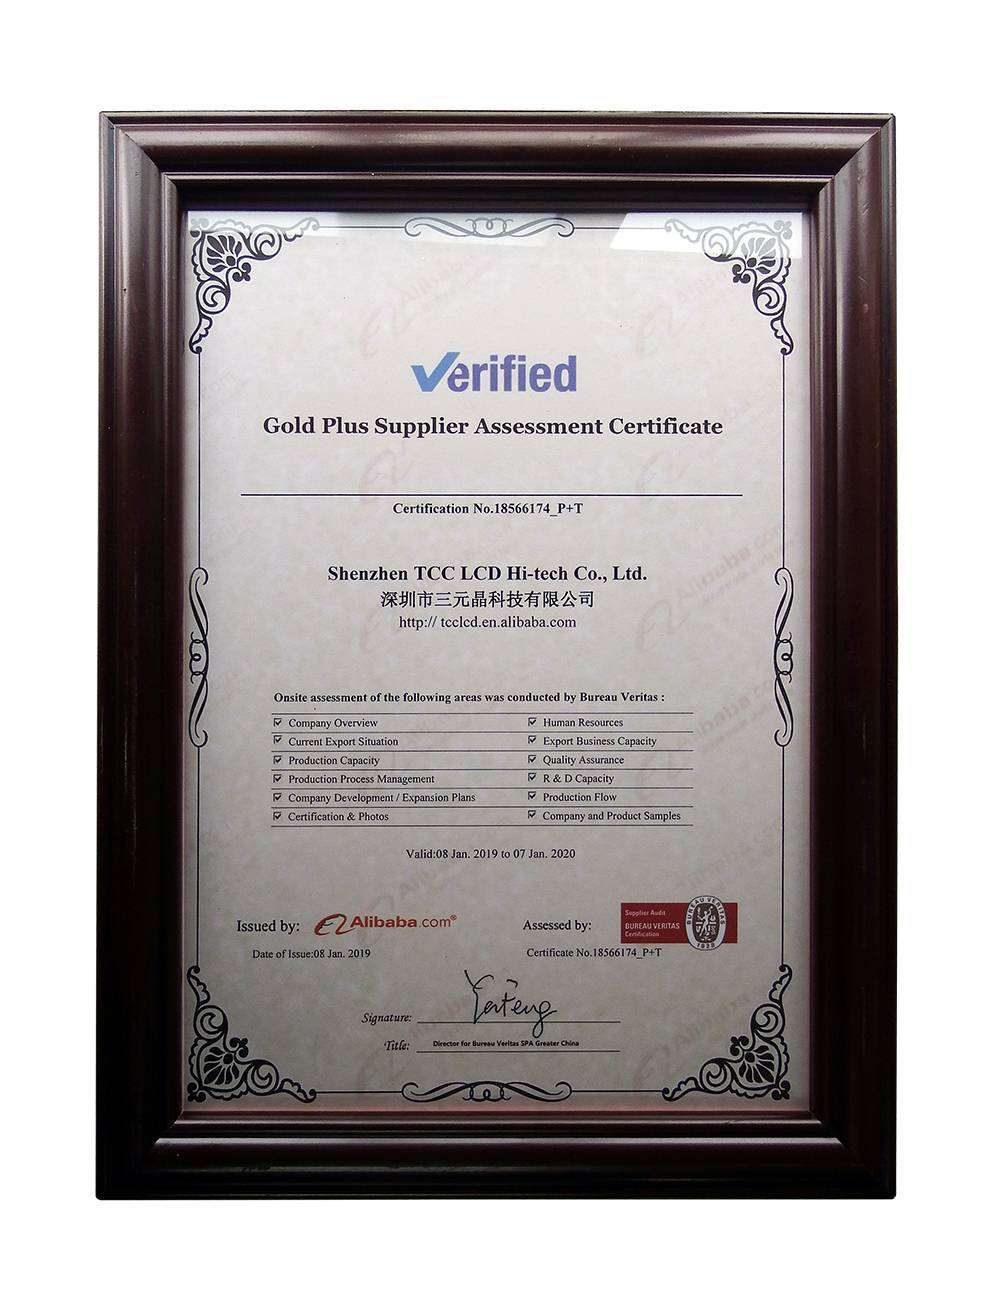 Verified
Gold Plus Supplier Assessment Certificate
Certification No.18566174_P+T
Shenzhen TCC LCD Hi-tech Co., Ltd.
深圳市三元晶科技有限公司
http:// tcclcd.en.alibaba.com
Onsite assessment of the following areas was conducted by Bureau Veritas :
Company Overview Human Resources
Current Export Situation Export Business Capacity
Production Capacity Quality Assurance
Production Process Management R & D Capacity
Company Development / Expansion Plans Production Flow
Certification & Photos Company and Product Samples
Valid:08 Jan. 2019 to 07 Jan. 2020
Issued by: Alibaba.com®
Date of Issue:08 Jan. 2019
Assessed by:
Supplier Audit
BUREAU VERITAS
Certification
BUREAU VERITAS
1828
Certificate No.18566174_P+T
Signature:
Title: Director for Bureau Veritas SPA Greater China